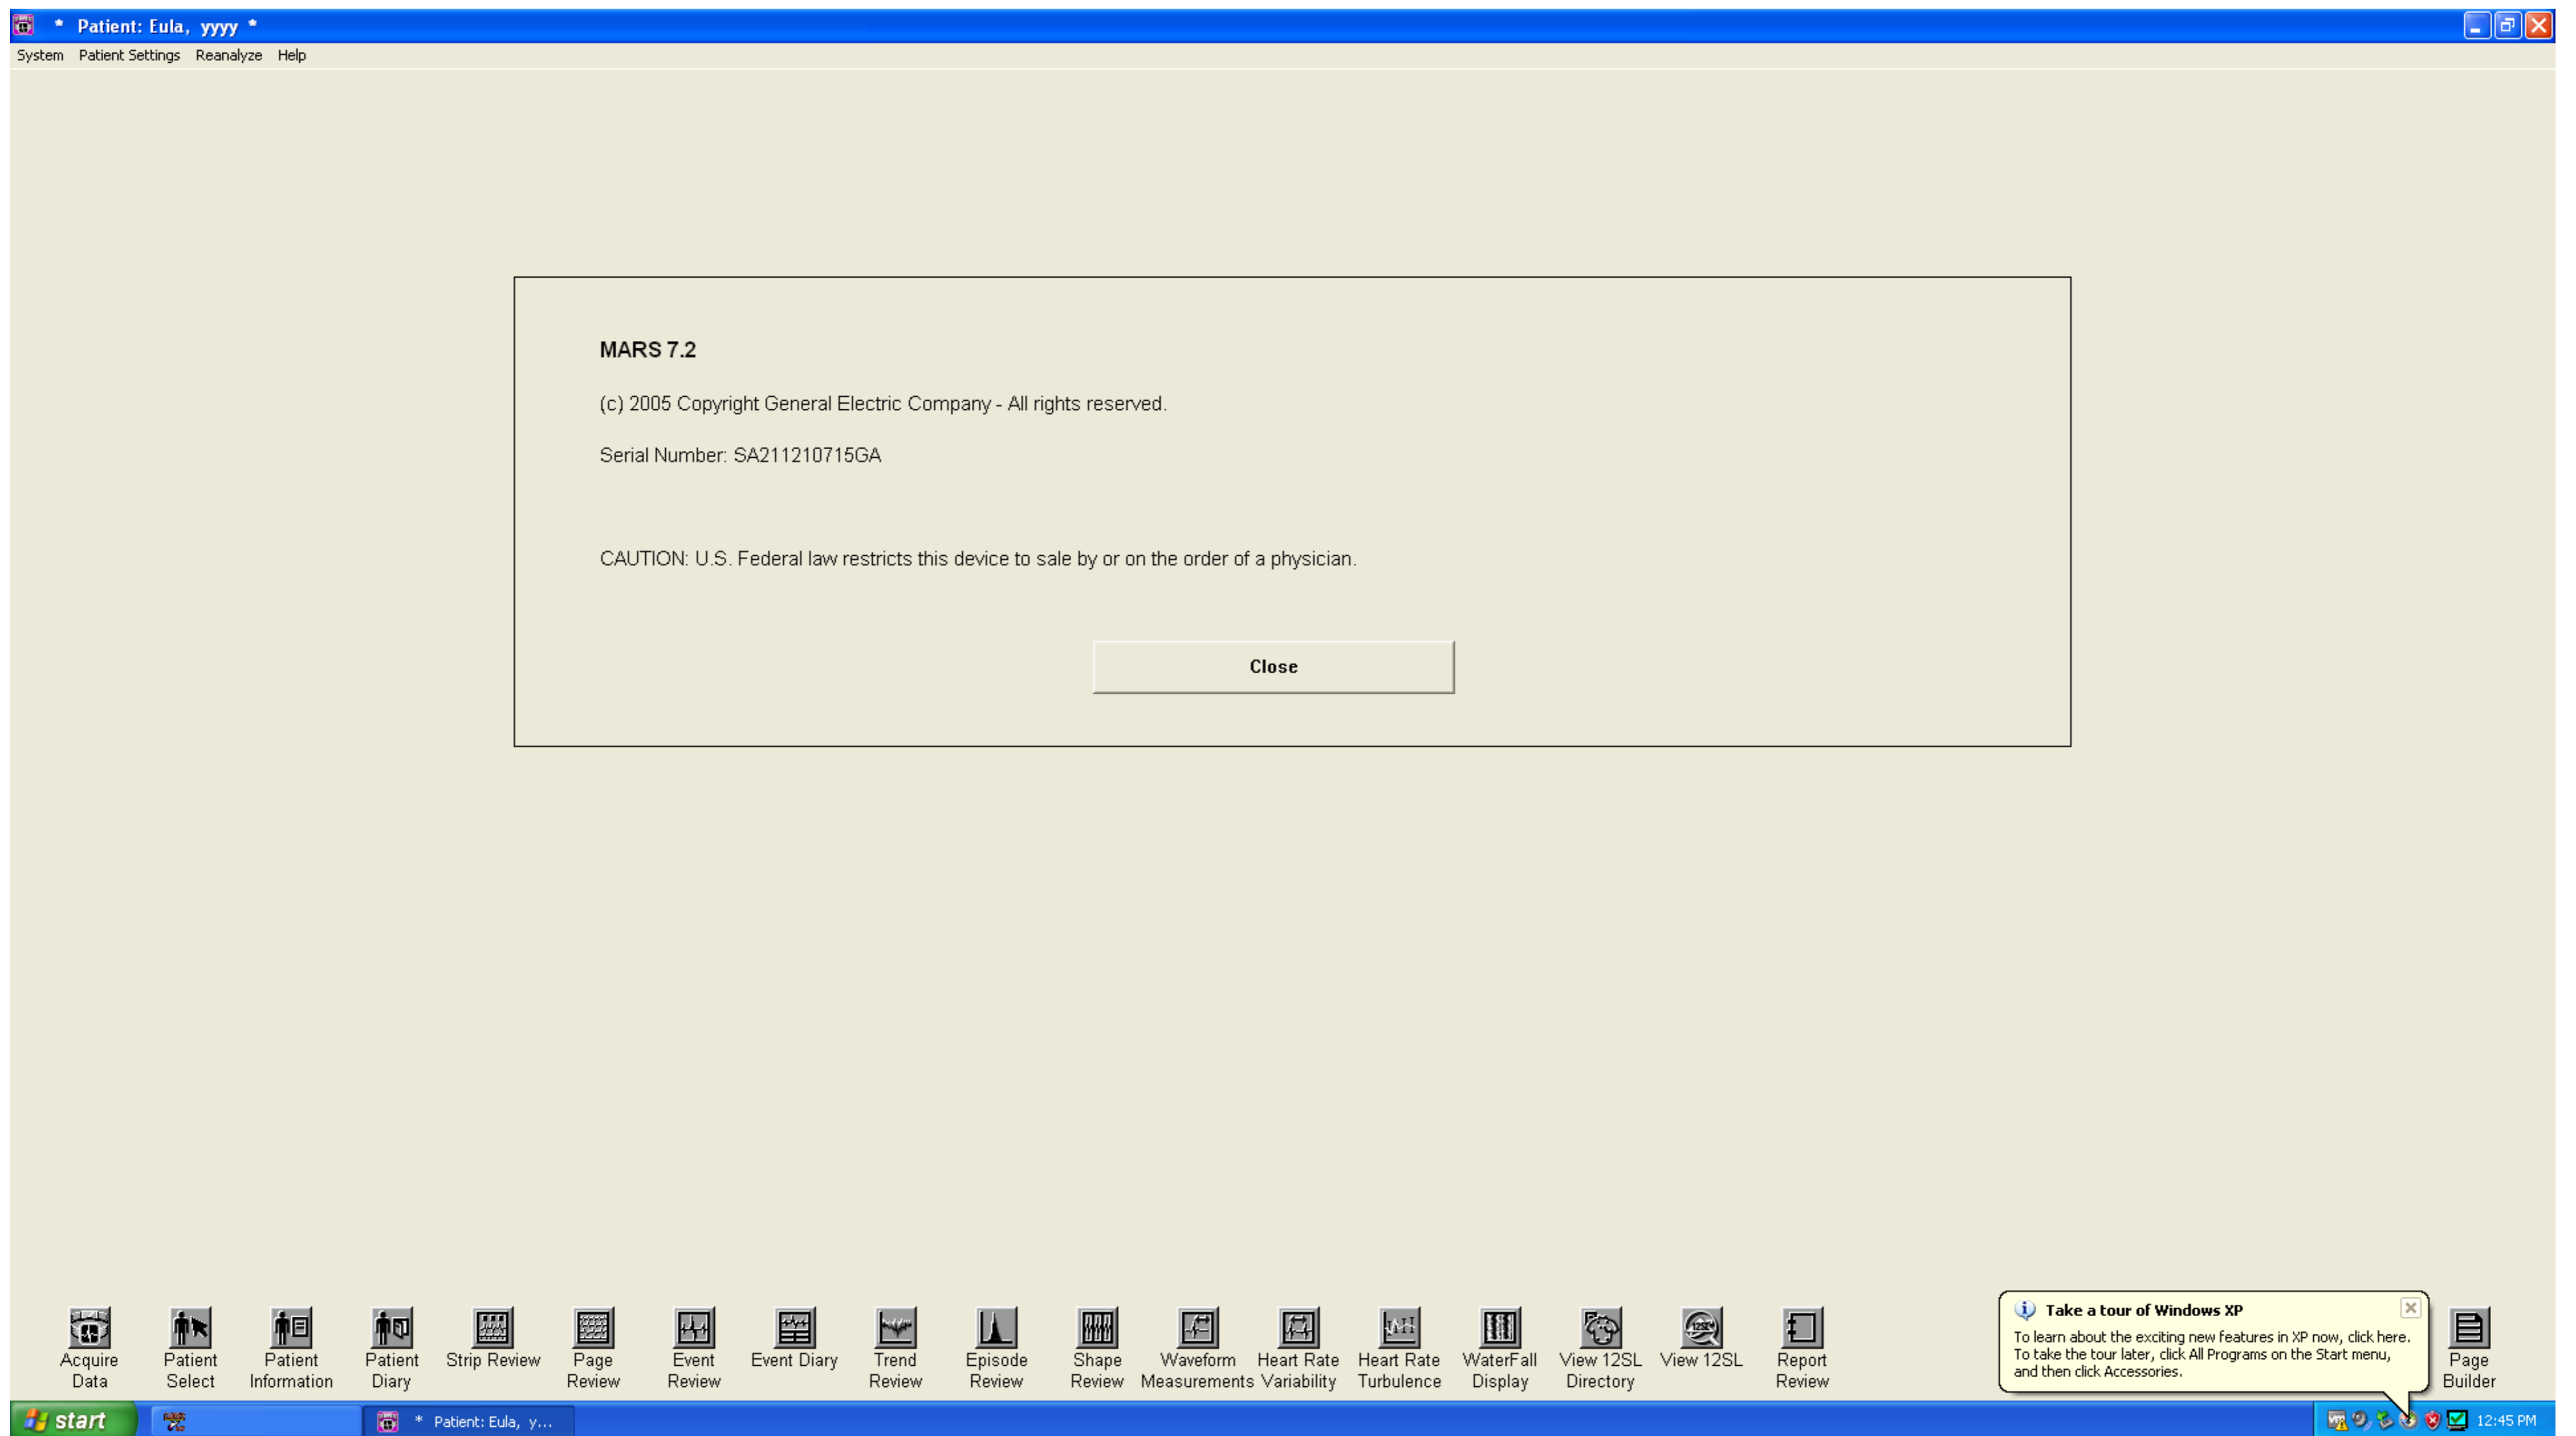 * Patient: Eula, yyyy *
System Patient Settings Reanalyze Help
MARS 7.2
(c) 2005 Copyright General Electric Company - All rights reserved.
Serial Number: SA211210715GA
CAUTION: U.S. Federal law restricts this device to sale by or on the order of a physician.
Close
Acquire Data
Patient Select
Patient Information
Patient Diary
Strip Review
Page Review
Event Review
Event Diary
Trend Review
Episode Review
Shape Review
Waveform Measurements
Heart Rate Variability
Heart Rate Turbulence
WaterFall Display
View 12SL Directory
View 12SL
Report Review
Take a tour of Windows XP
To learn about the exciting new features in XP now, click here.
To take the tour later, click All Programs on the Start menu,
and then click Accessories.
Page Builder
start
* Patient: Eula, y...
12:45 PM